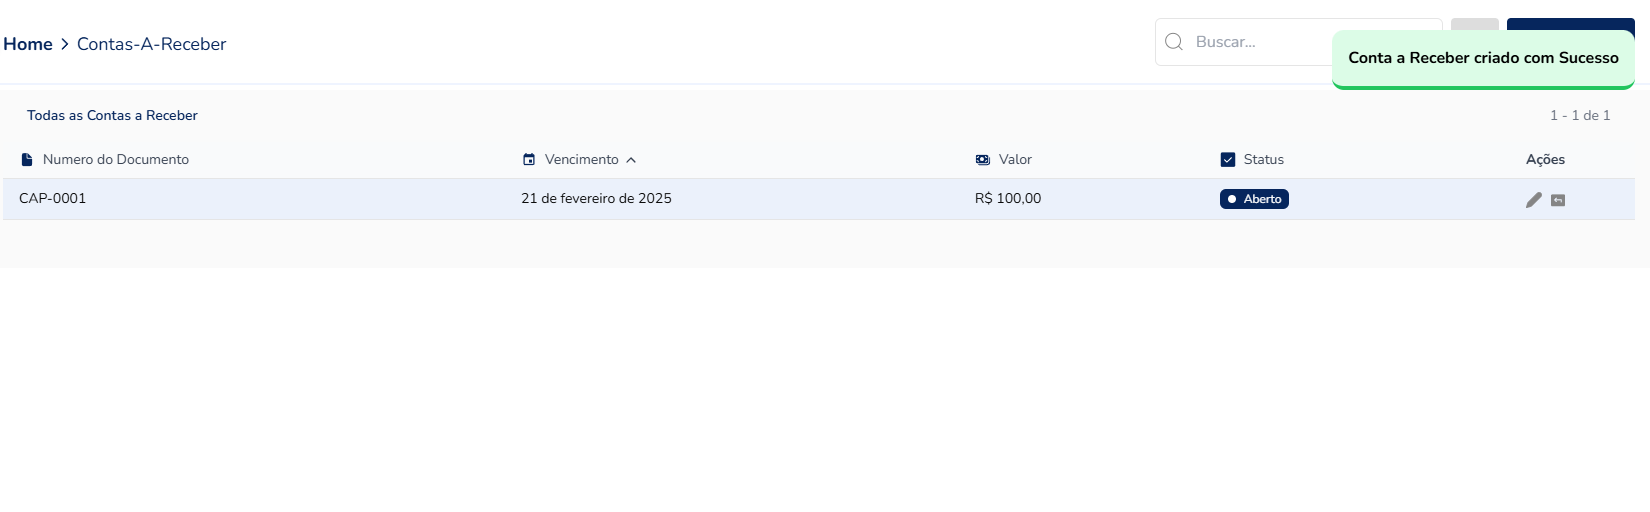 Home > Contas-A-Receber
Buscar...
Conta a Receber criado com Sucesso
Todas as Contas a Receber
1 - 1 de 1
Numero do Documento Vencimento Valor Status Ações
CAP-0001 21 de fevereiro de 2025 R$ 100,00 Aberto